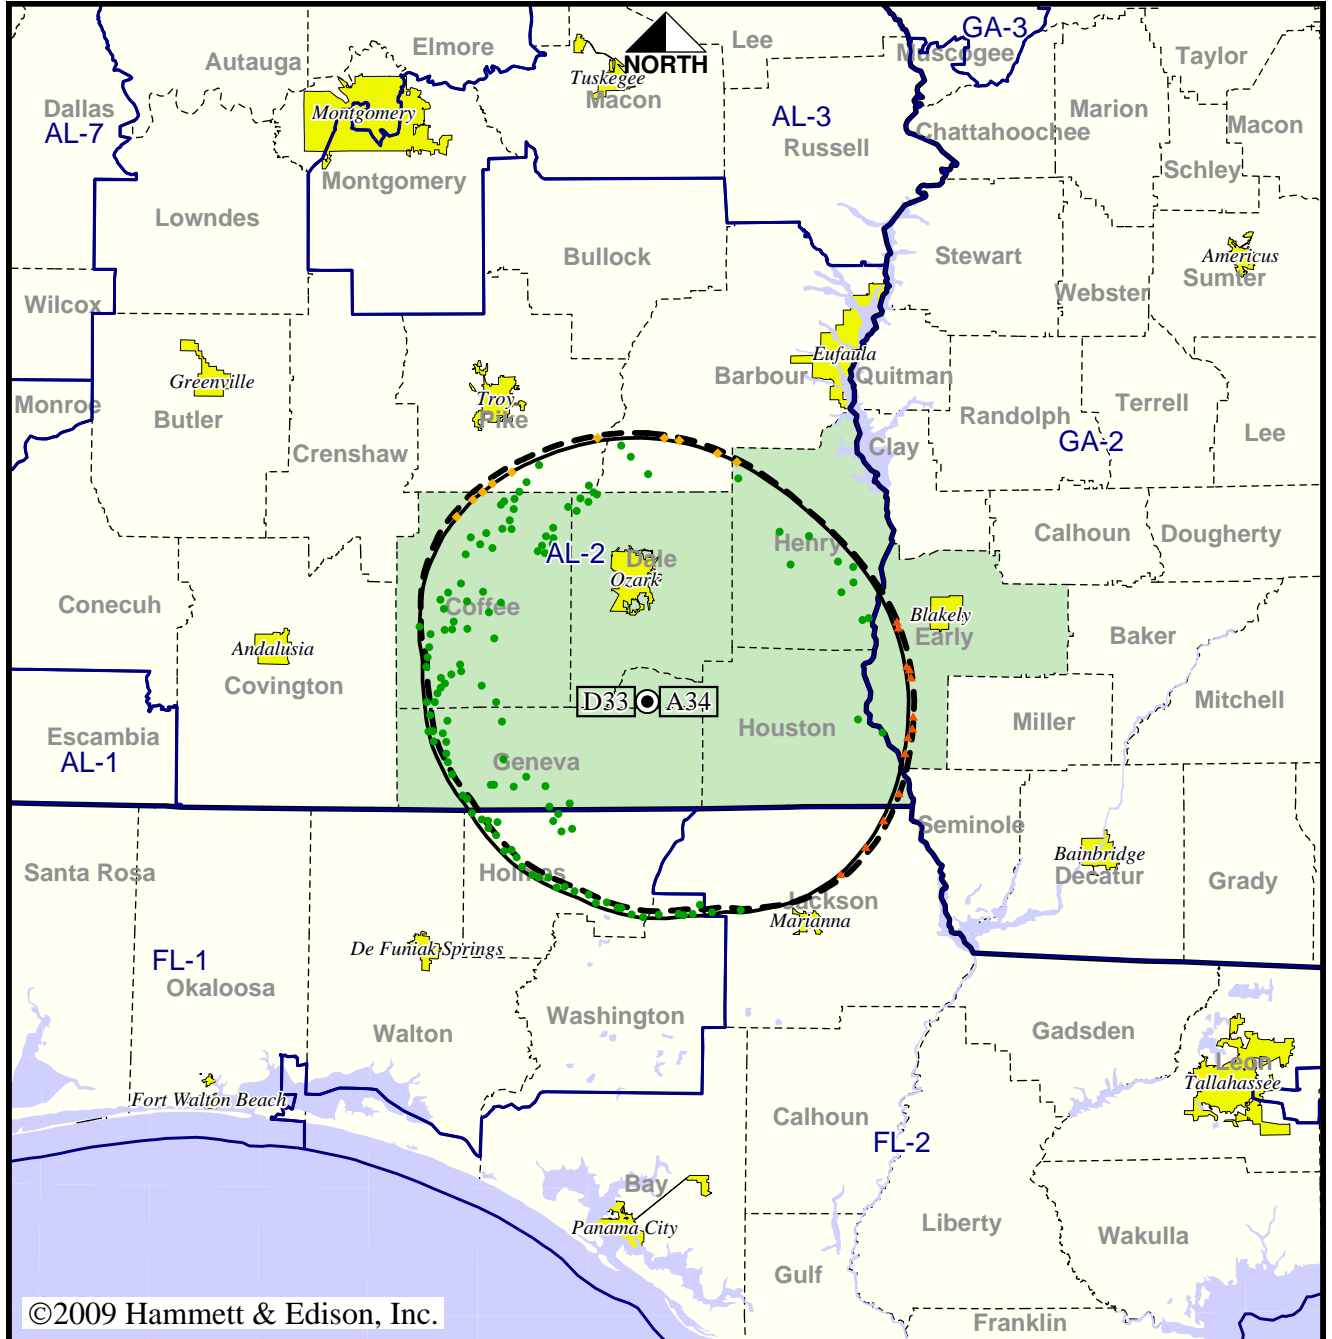 GA-3
Elmore
Lee
Muscogee
Taylor
Autauga
NORTH
Tuskegee
Macon
Dallas
AL-7
Montgomery
AL-3
Russell
Marion
Chattahoochee
Macon
Schley
Montgomery
Lowndes
Bullock
Stewart
Americus
Sumter
Webster
Wilcox
Eufaula
Barbour
Quitman
Greenville
Troy
Pike
Monroe
Butler
Randolph
Terrell
Lee
GA-2
Clay
Crenshaw
Calhoun
Dougherty
Henry
AL-2
Dale
Ozark
Conecuh
Coffee
Blakely
Early
Baker
Andalusia
Covington
Mitchell
D33
A34
Houston
Miller
Escambia
AL-1
Geneva
Seminole
Bainbridge
Decatur
Santa Rosa
Holmes
Grady
Jackson
Marianna
De Funiak Springs
FL-1
Okaloosa
Washington
Walton
Gadsden
Leon
Tallahassee
Fort Walton Beach
Calhoun
FL-2
Bay
Panama City
Liberty
Wakulla
Gulf
©2009 Hammett & Edison, Inc.
Franklin